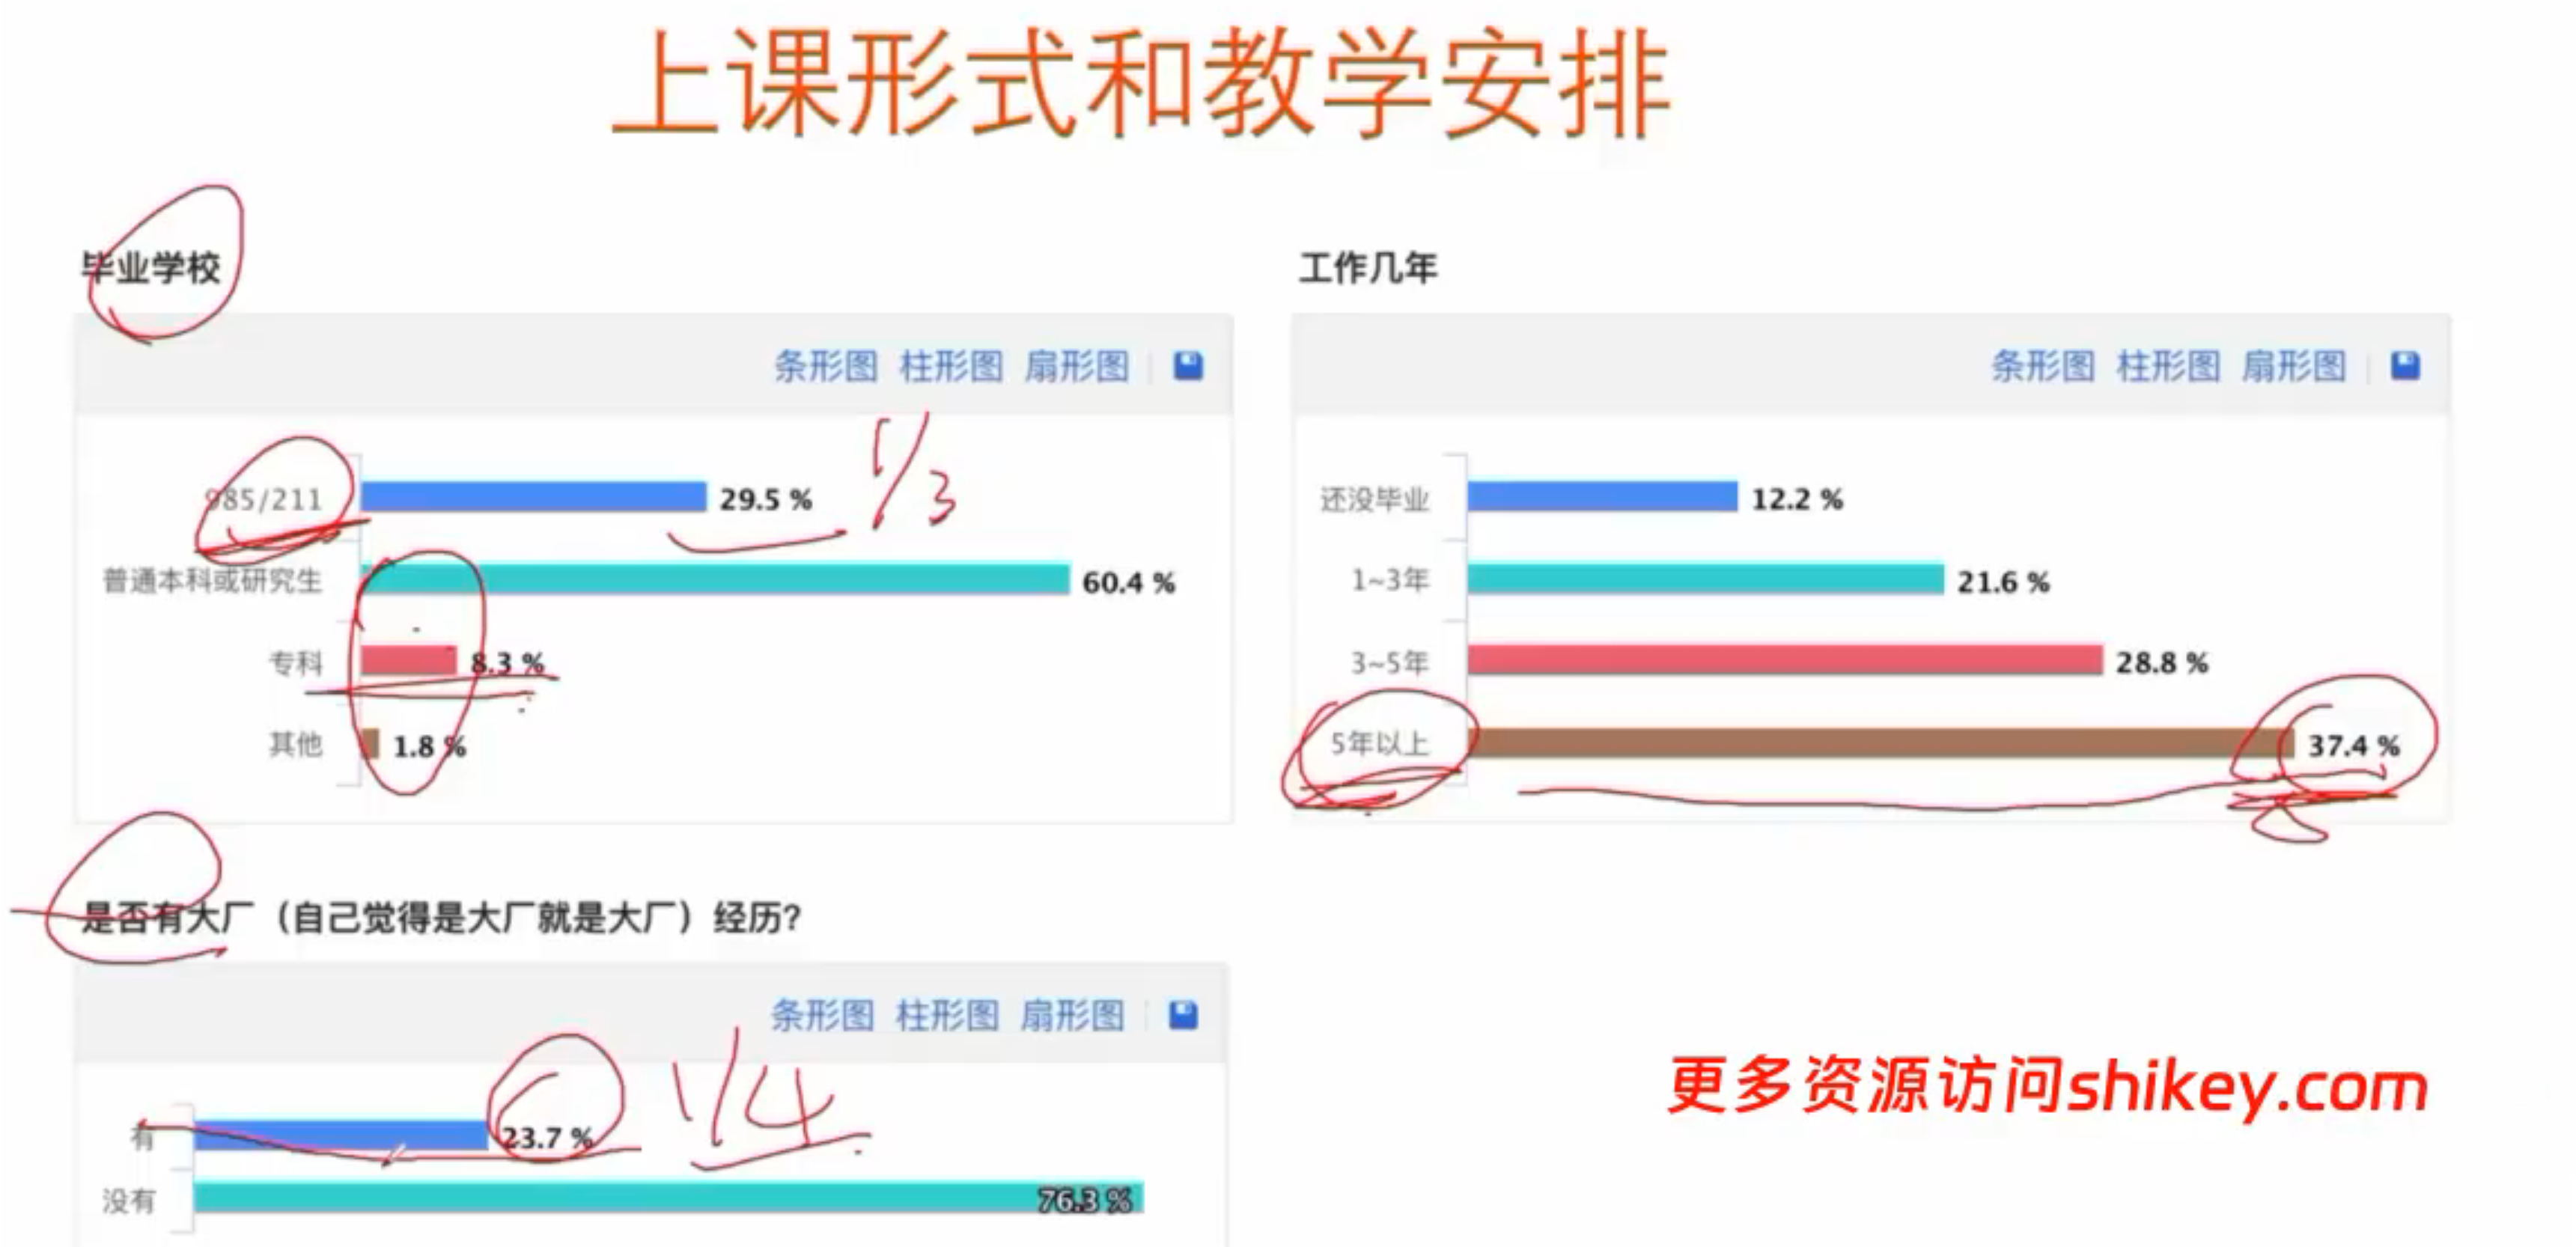 上课形式和教学安排
毕业学校
条形图 柱形图 扇形图
985/211 29.5 % 1/3
普通本科或研究生 60.4 %
专科 8.3 %
其他 1.8 %
工作几年
条形图 柱形图 扇形图
还没毕业 12.2 %
1~3年 21.6 %
3~5年 28.8 %
5年以上 37.4 %
是否有大厂（自己觉得是大厂就是大厂）经历?
条形图 柱形图 扇形图
有 23.7 % 1/4
没有 76.3 %
更多资源访问shikey.com